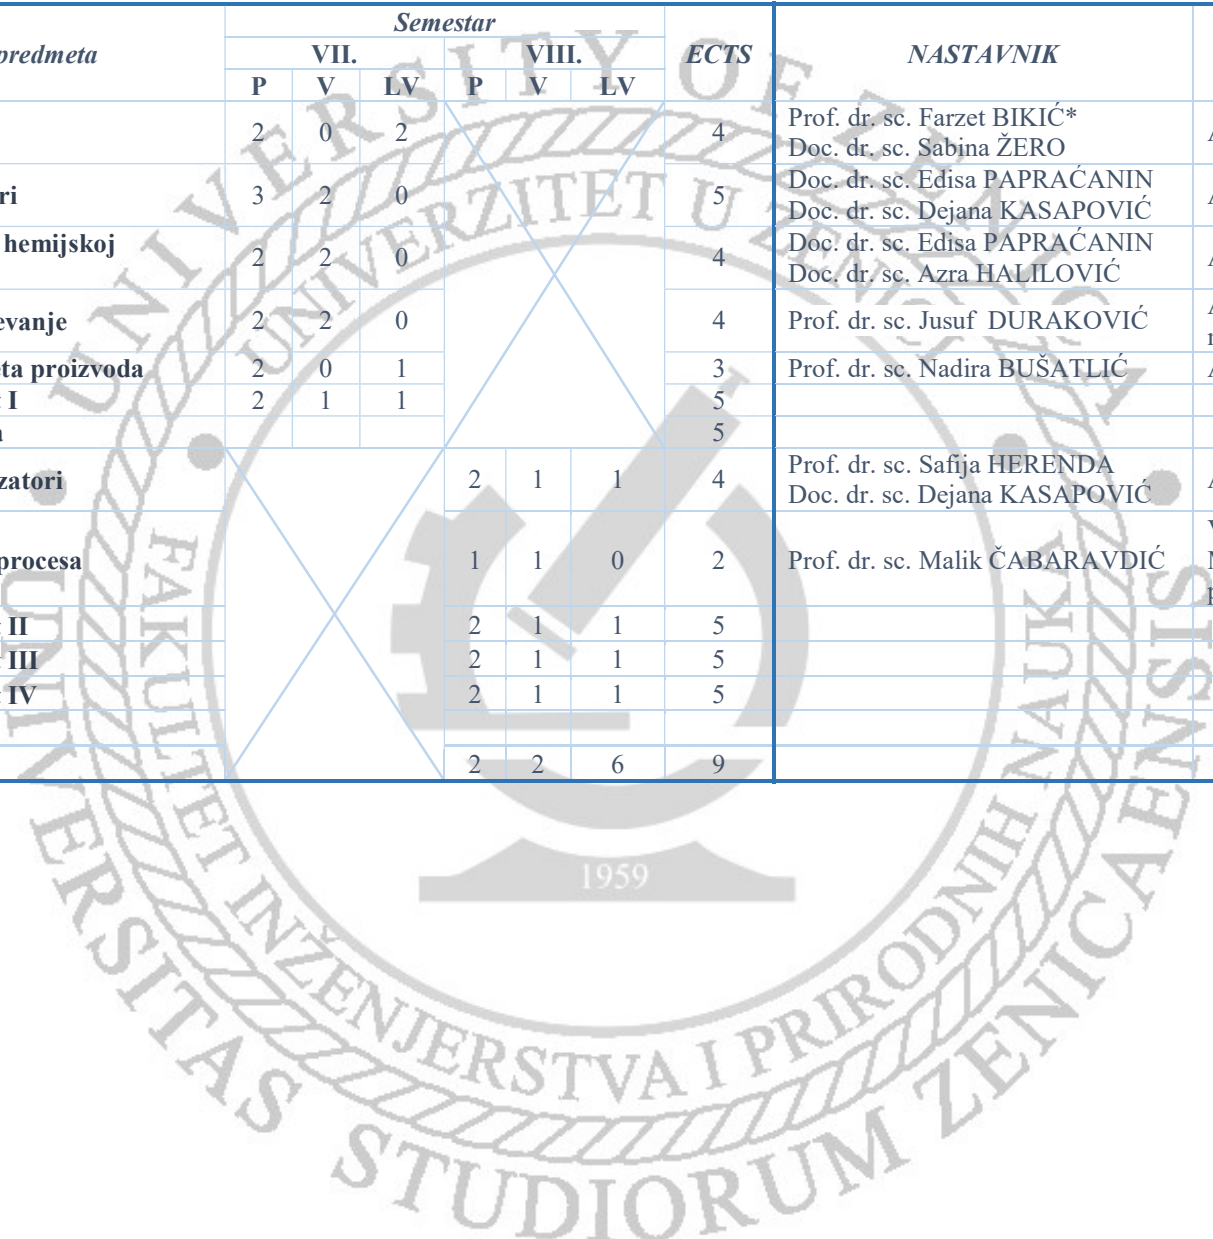 Semestar
predmeta VII. VIII. ECTS NASTAVNIK
P V LV P V LV
2 0 2 4 Prof. dr. sc. Farzet BIKIĆ*
Doc. dr. sc. Sabina ŽERO
ri 3 2 0 5 Doc. dr. sc. Edisa PAPRAĆANIN
Doc. dr. sc. Dejana KASAPOVIĆ
hemijskoj 2 2 0 4 Doc. dr. sc. Edisa PAPRAĆANIN
Doc. dr. sc. Azra HALILOVIĆ
evanje 2 2 0 4 Prof. dr. sc. Jusuf DURAKOVIĆ
eta proizvoda 2 0 1 3 Prof. dr. sc. Nadira BUŠATLIĆ
I 2 1 1 5
a 5
zatori 2 1 1 4 Prof. dr. sc. Safija HERENDA
Doc. dr. sc. Dejana KASAPOVIĆ
procesa 1 1 0 2 Prof. dr. sc. Malik ČABARAVDIĆ
II 2 1 1 5
III 2 1 1 5
IV 2 1 1 5
2 2 6 9
UNIVERSITY OF ZENICA
UNIVERZITET U ZENICI
FAKULTET INŽENJERSTVA I PRIRODNIH NAUKA
UNIVERSITAS STUDIORUM ZENICAENSIS
1959